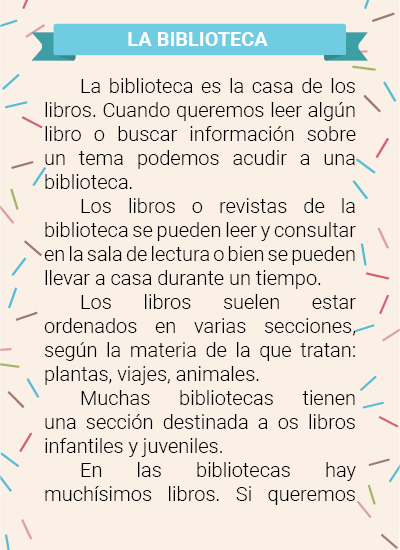 LA BIBLIOTECA
La biblioteca es la casa de los
libros. Cuando queremos leer algún
libro o buscar información sobre
un tema podemos acudir a una
biblioteca.
Los libros o revistas de la
biblioteca se pueden leer y consultar
en la sala de lectura o bien se pueden
llevar a casa durante un tiempo.
Los libros suelen estar
ordenados en varias secciones,
según la materia de la que tratan:
plantas, viajes, animales.
Muchas bibliotecas tienen
una sección destinada a os libros
infantiles y juveniles.
En las bibliotecas hay
muchísimos libros. Si queremos